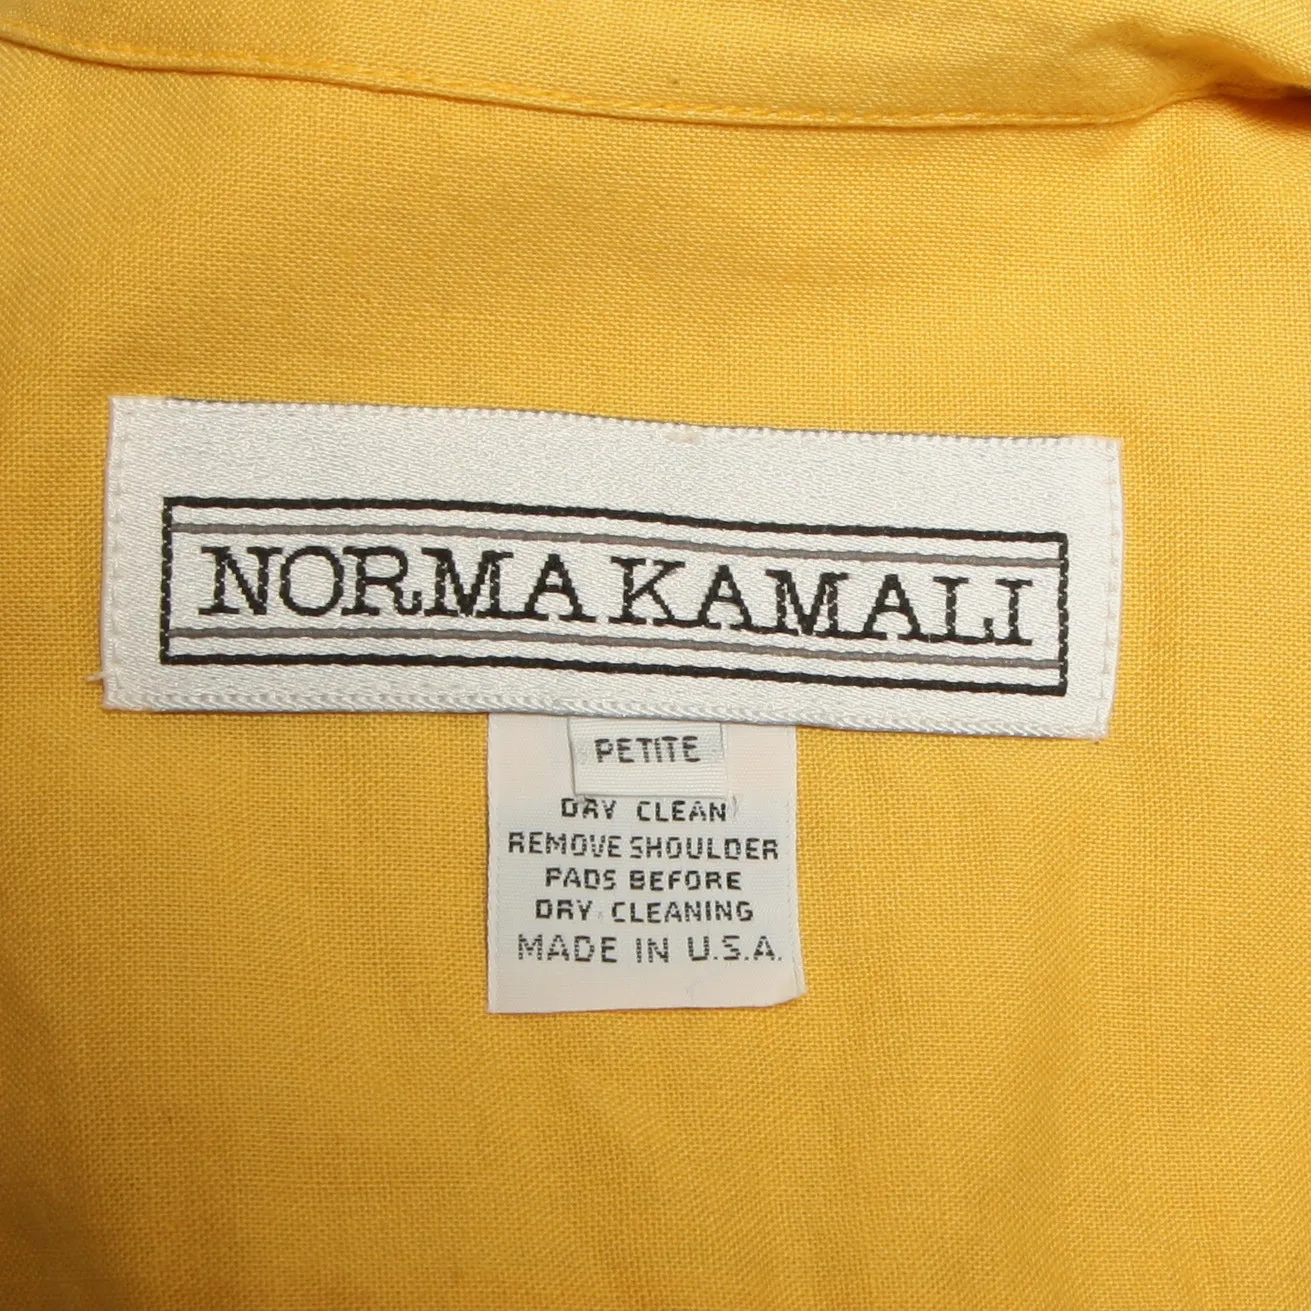 NORMA KAMALI
PETITE
DRY CLEAN
REMOVE SHOULDER
PADS BEFORE
DRY CLEANING
MADE IN U.S.A.